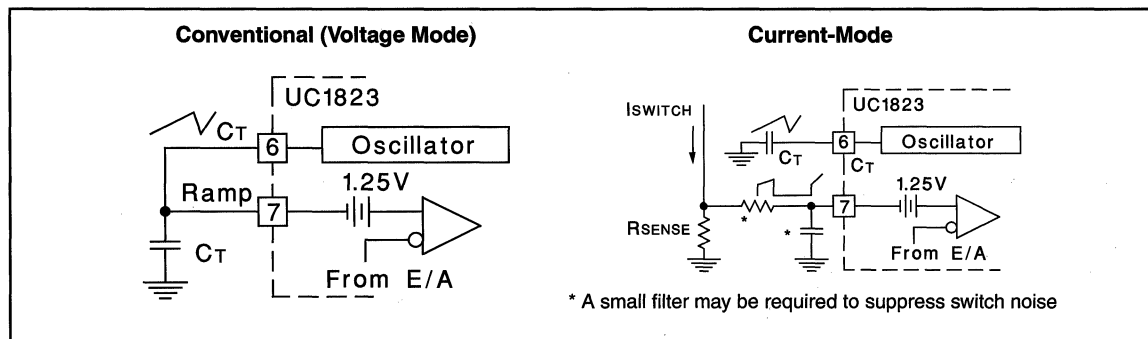 Conventional (Voltage Mode)
UC1823
CT
6
Oscillator
Ramp
7
1.25V
CT
From E/A
Current-Mode
ISWITCH
UC1823
6
Oscillator
CT
CT
7
1.25V
RSENSE
*
*
From E/A
* A small filter may be required to suppress switch noise